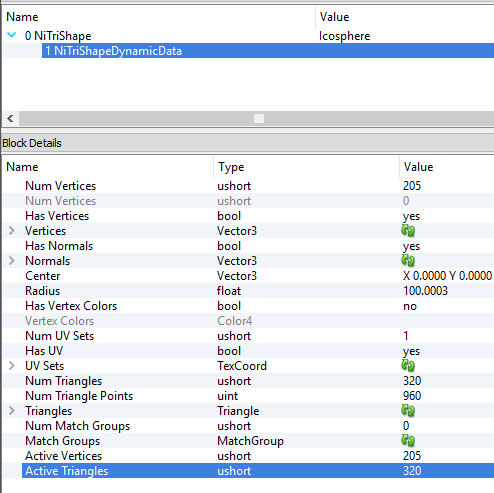 Name Value
0 NiTriShape Icosphere
1 NiTriShapeDynamicData
Block Details
Name Type Value
Num Vertices ushort 205
Num Vertices ushort 0
Has Vertices bool yes
Vertices Vector3
Has Normals bool yes
Normals Vector3
Center Vector3 X 0.0000 Y 0.0000
Radius float 100.0003
Has Vertex Colors bool no
Vertex Colors Color4
Num UV Sets ushort 1
Has UV bool yes
UV Sets TexCoord
Num Triangles ushort 320
Num Triangle Points uint 960
Triangles Triangle
Num Match Groups ushort 0
Match Groups MatchGroup
Active Vertices ushort 205
Active Triangles ushort 320